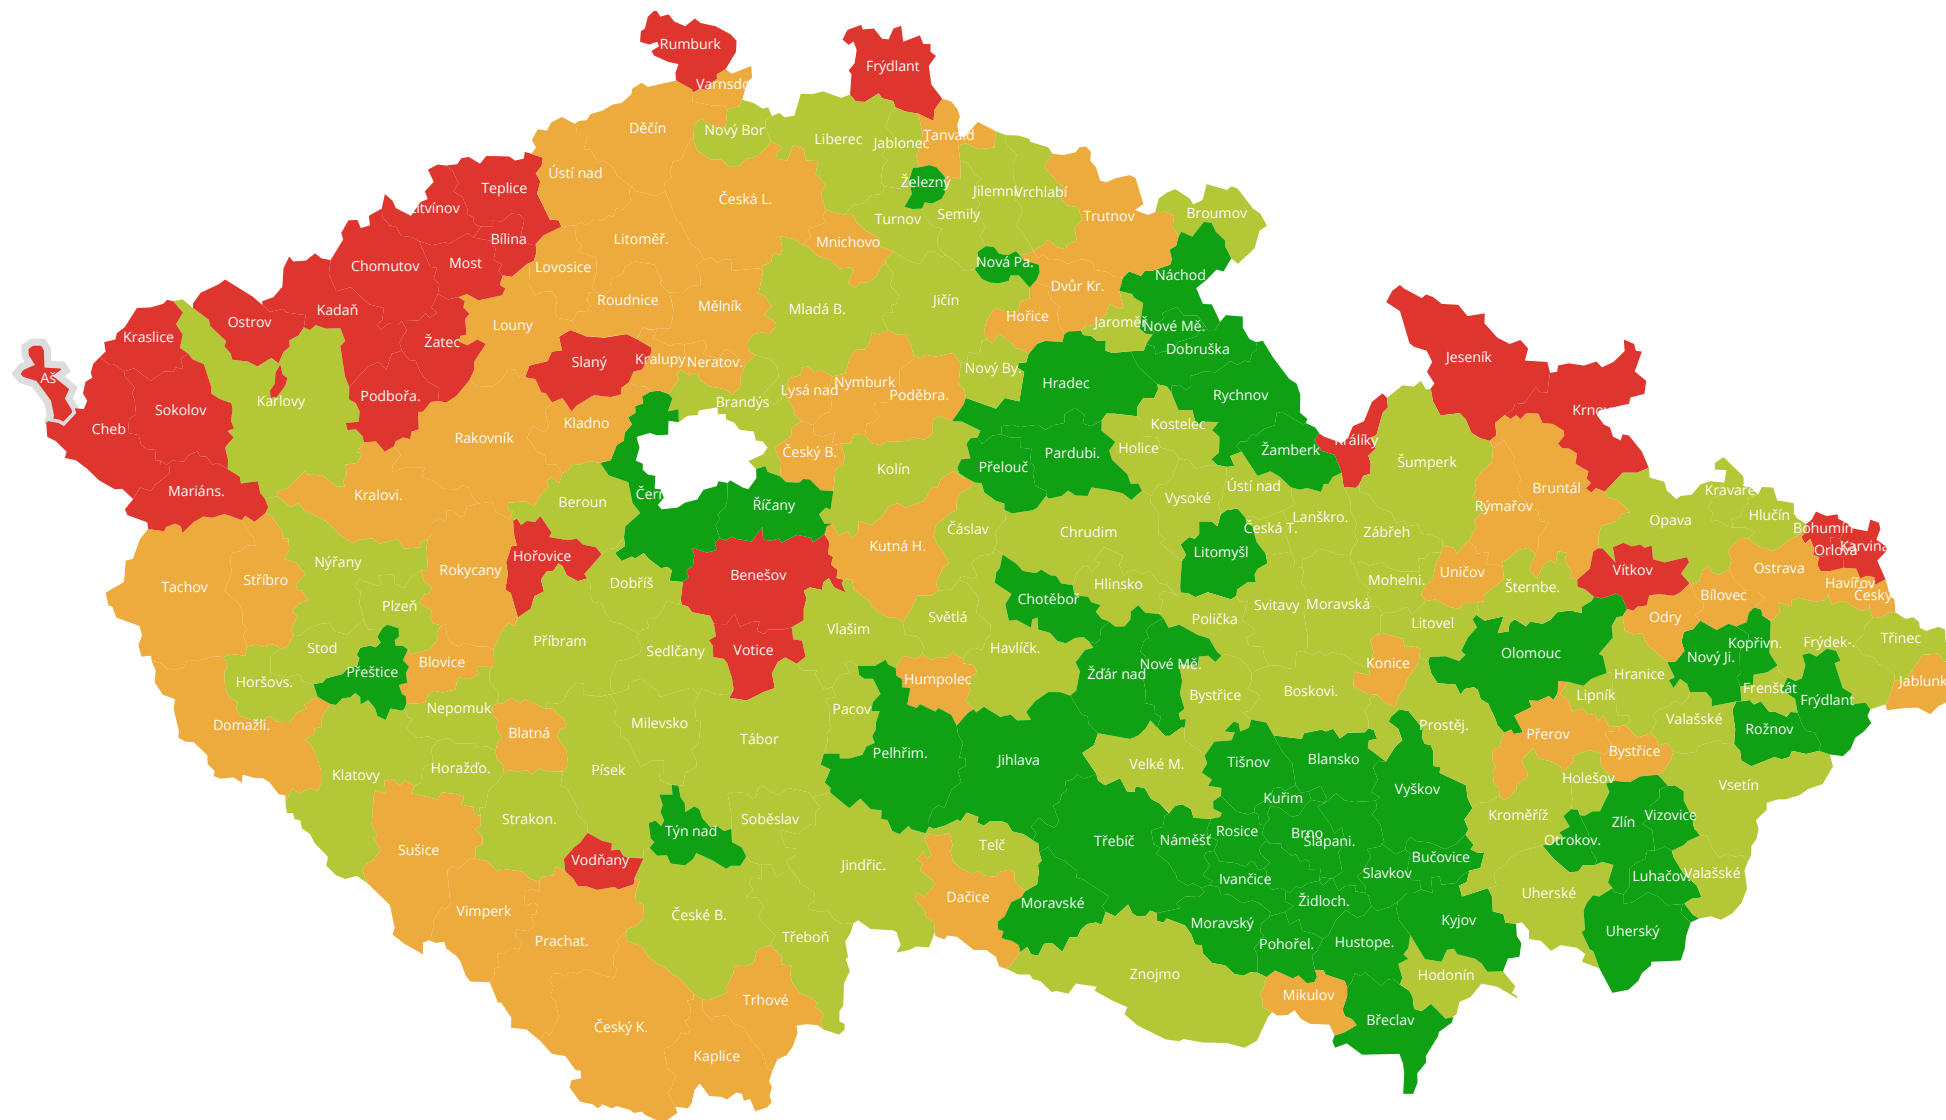 Rumburk
Frýdlant
Varnsdo
Děčín
Nový Bor
Liberec
Jablonec
Tanvald
Ústí nad
Teplice
Železný
Jilemni
Vrchlabí
Česká L.
Litvínov
Turnov
Semily
Trutnov
Broumov
Bílina
Litoměř.
Mnichovo
Most
Chomutov
Lovosice
Nová Pa.
Náchod
Dvůr Kr.
Roudnice
Mělník
Jičín
Mladá B.
Kadaň
Hořice
Ostrov
Louny
Jaroměř
Nové Mě.
Kraslice
Žatec
Dobruška
Slaný
Kralupy
Neratov.
Jeseník
Nový By.
Aš
Hradec
Nymburk
Lysá nad
Poděbra.
Podbořa.
Rychnov
Karlovy
Brandýs
Sokolov
Krnov
Kladno
Kostelec
Cheb
Rakovník
Králíky
Holice
Žamberk
Český B.
Pardubi.
Šumperk
Přelouč
Kolín
Ústí nad
Bruntál
Mariáns.
Kralovi.
Čern
Kravaře
Beroun
Vysoké
Říčany
Rýmařov
Hlučín
Lanškro.
Opava
Česká T.
Bohumín
Čáslav
Chrudim
Zábřeh
Kutná H.
Karviná
Litomyšl
Orlová
Hořovice
Nýřany
Rokycany
Ostrava
Vítkov
Uničov
Benešov
Stříbro
Mohelni.
Dobříš
Hlinsko
Havířov
Tachov
Šternbe.
Bílovec
Český
Chotěboř
Plzeň
Svitavy
Moravská
Světlá
Polička
Odry
Litovel
Vlašim
Třinec
Příbram
Frýdek-.
Kopřivn.
Stod
Havlíčk.
Sedlčany
Votice
Olomouc
Nový Ji.
Blovice
Konice
Nové Mě.
Přeštice
Žďár nad
Hranice
Humpolec
Jablunk
Horšovs.
Frenštát
Boskovi.
Bystřice
Lipník
Frýdlant
Nepomuk
Pacov
Milevsko
Valašské
Domažli.
Prostěj.
Rožnov
Blatná
Přerov
Tábor
Bystřice
Pelhřim.
Jihlava
Blansko
Tišnov
Velké M.
Horažďo.
Písek
Klatovy
Holešov
Vsetín
Vyškov
Kuřim
Kroměříž
Vizovice
Strakon.
Soběslav
Zlín
Týn nad
Rosice
Brno
Třebíč
Náměšť
Šlapani.
Otrokov.
Telč
Sušice
Bučovice
Vodňany
Jindřic.
Slavkov
Valašské
Luhačov.
Ivančice
Uherské
Dačice
Židloch.
Moravské
Vimperk
České B.
Kyjov
Moravský
Uherský
Třeboň
Prachat.
Hustope.
Pohořel.
Znojmo
Hodonín
Mikulov
Trhové
Břeclav
Český K.
Kaplice